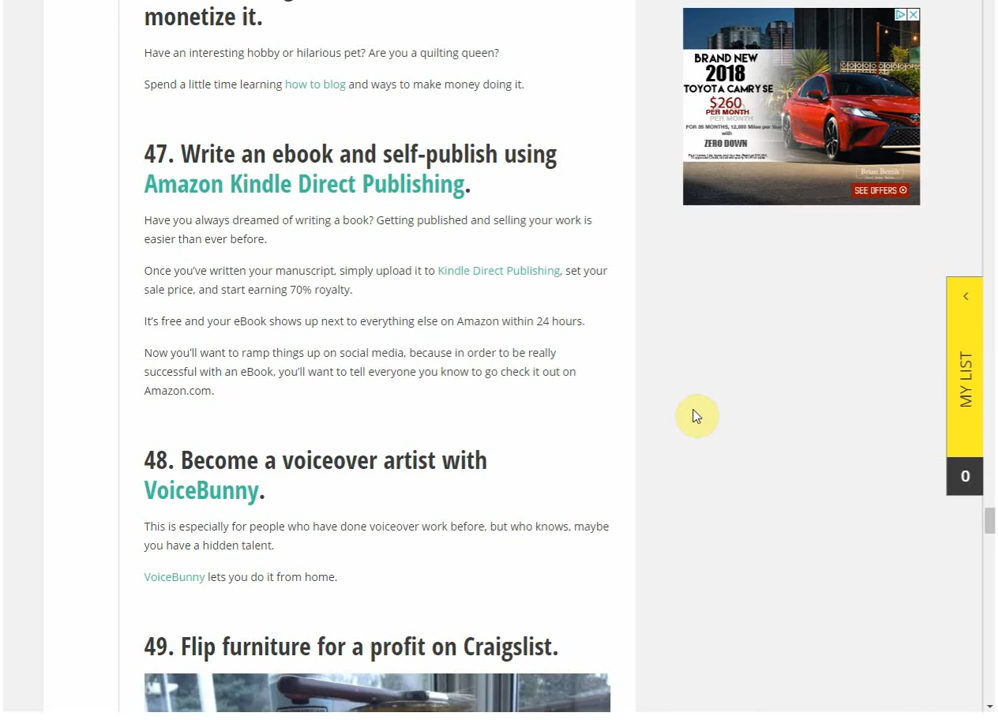 monetize it.
Have an interesting hobby or hilarious pet? Are you a quilting queen?
Spend a little time learning how to blog and ways to make money doing it.
47. Write an ebook and self-publish using
Amazon Kindle Direct Publishing.
Have you always dreamed of writing a book? Getting published and selling your work is
easier than ever before.
Once you've written your manuscript, simply upload it to Kindle Direct Publishing, set your
sale price, and start earning 70% royalty.
It's free and your eBook shows up next to everything else on Amazon within 24 hours.
Now you'll want to ramp things up on social media, because in order to be really
successful with an eBook, you'll want to tell everyone you know to go check it out on
Amazon.com.
48. Become a voiceover artist with
VoiceBunny.
This is especially for people who have done voiceover work before, but who knows, maybe
you have a hidden talent.
VoiceBunny lets you do it from home.
49. Flip furniture for a profit on Craigslist.
BRAND NEW
2018
TOYOTA CAMRY SE
$260
PER MONTH
PER MONTH
FOR 36 MONTHS, 12,000 Miles per Year
with
ZERO DOWN
SEE OFFERS
MY LIST
0